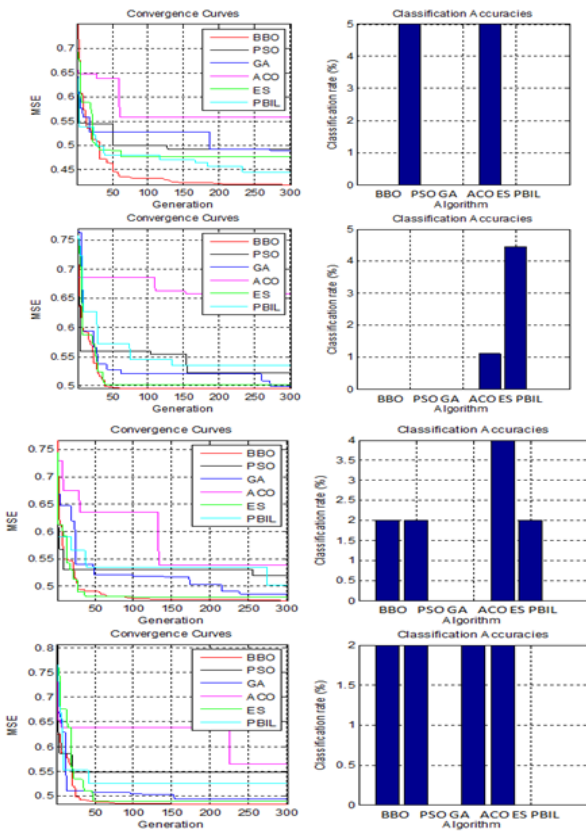 Convergence Curves
0.75
0.7
0.65
0.6
0.55
0.5
0.45
MSE
BBO
PSO
GA
ACO
ES
PBIL
50 100 150 200 250 300
Generation
Classification Accuracies
5
4
3
2
1
0
Classification rate (%)
BBO PSO GA ACO ES PBIL
Algorithm
Convergence Curves
0.75
0.7
0.65
0.6
0.55
0.5
MSE
BBO
PSO
GA
ACO
ES
PBIL
50 100 150 200 250 300
Generation
Classification Accuracies
5
4
3
2
1
0
Classification rate (%)
BBO PSO GA ACO ES PBIL
Algorithm
Convergence Curves
0.75
0.7
0.65
0.6
0.55
0.5
MSE
BBO
PSO
GA
ACO
ES
PBIL
50 100 150 200 250 300
Generation
Classification Accuracies
4
3.5
3
2.5
2
1.5
1
0.5
0
Classification rate (%)
BBO PSO GA ACO ES PBIL
Algorithm
Convergence Curves
0.8
0.75
0.7
0.65
0.6
0.55
0.5
MSE
BBO
PSO
GA
ACO
ES
PBIL
50 100 150 200 250 300
Generation
Classification Accuracies
2
1.5
1
0.5
0
Classification rate (%)
BBO PSO GA ACO ES PBIL
Algorithm